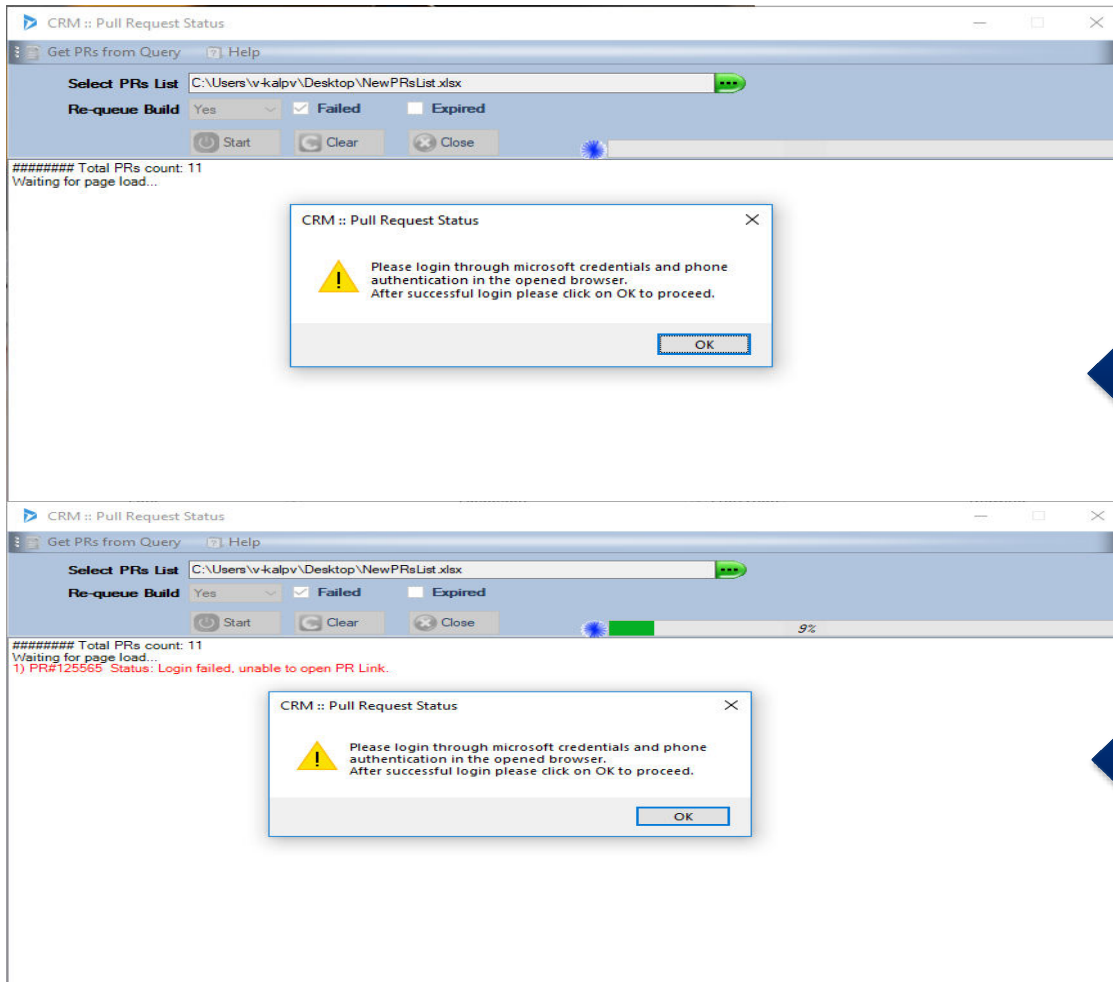 CRM :: Pull Request Status
Get PRs from Query Help
Select PRs List C:\Users\v-kalpv\Desktop\NewPRsList.xlsx
Re-queue Build Yes Failed Expired
Start Clear Close
######## Total PRs count: 11
Waiting for page load...
CRM :: Pull Request Status
Please login through microsoft credentials and phone
authentication in the opened browser.
After successful login please click on OK to proceed.
OK
CRM :: Pull Request Status
Get PRs from Query Help
Select PRs List C:\Users\v-kalpv\Desktop\NewPRsList.xlsx
Re-queue Build Yes Failed Expired
Start Clear Close 9%
######## Total PRs count: 11
Waiting for page load...
1) PR#125565 Status: Login failed, unable to open PR Link.
CRM :: Pull Request Status
Please login through microsoft credentials and phone
authentication in the opened browser.
After successful login please click on OK to proceed.
OK